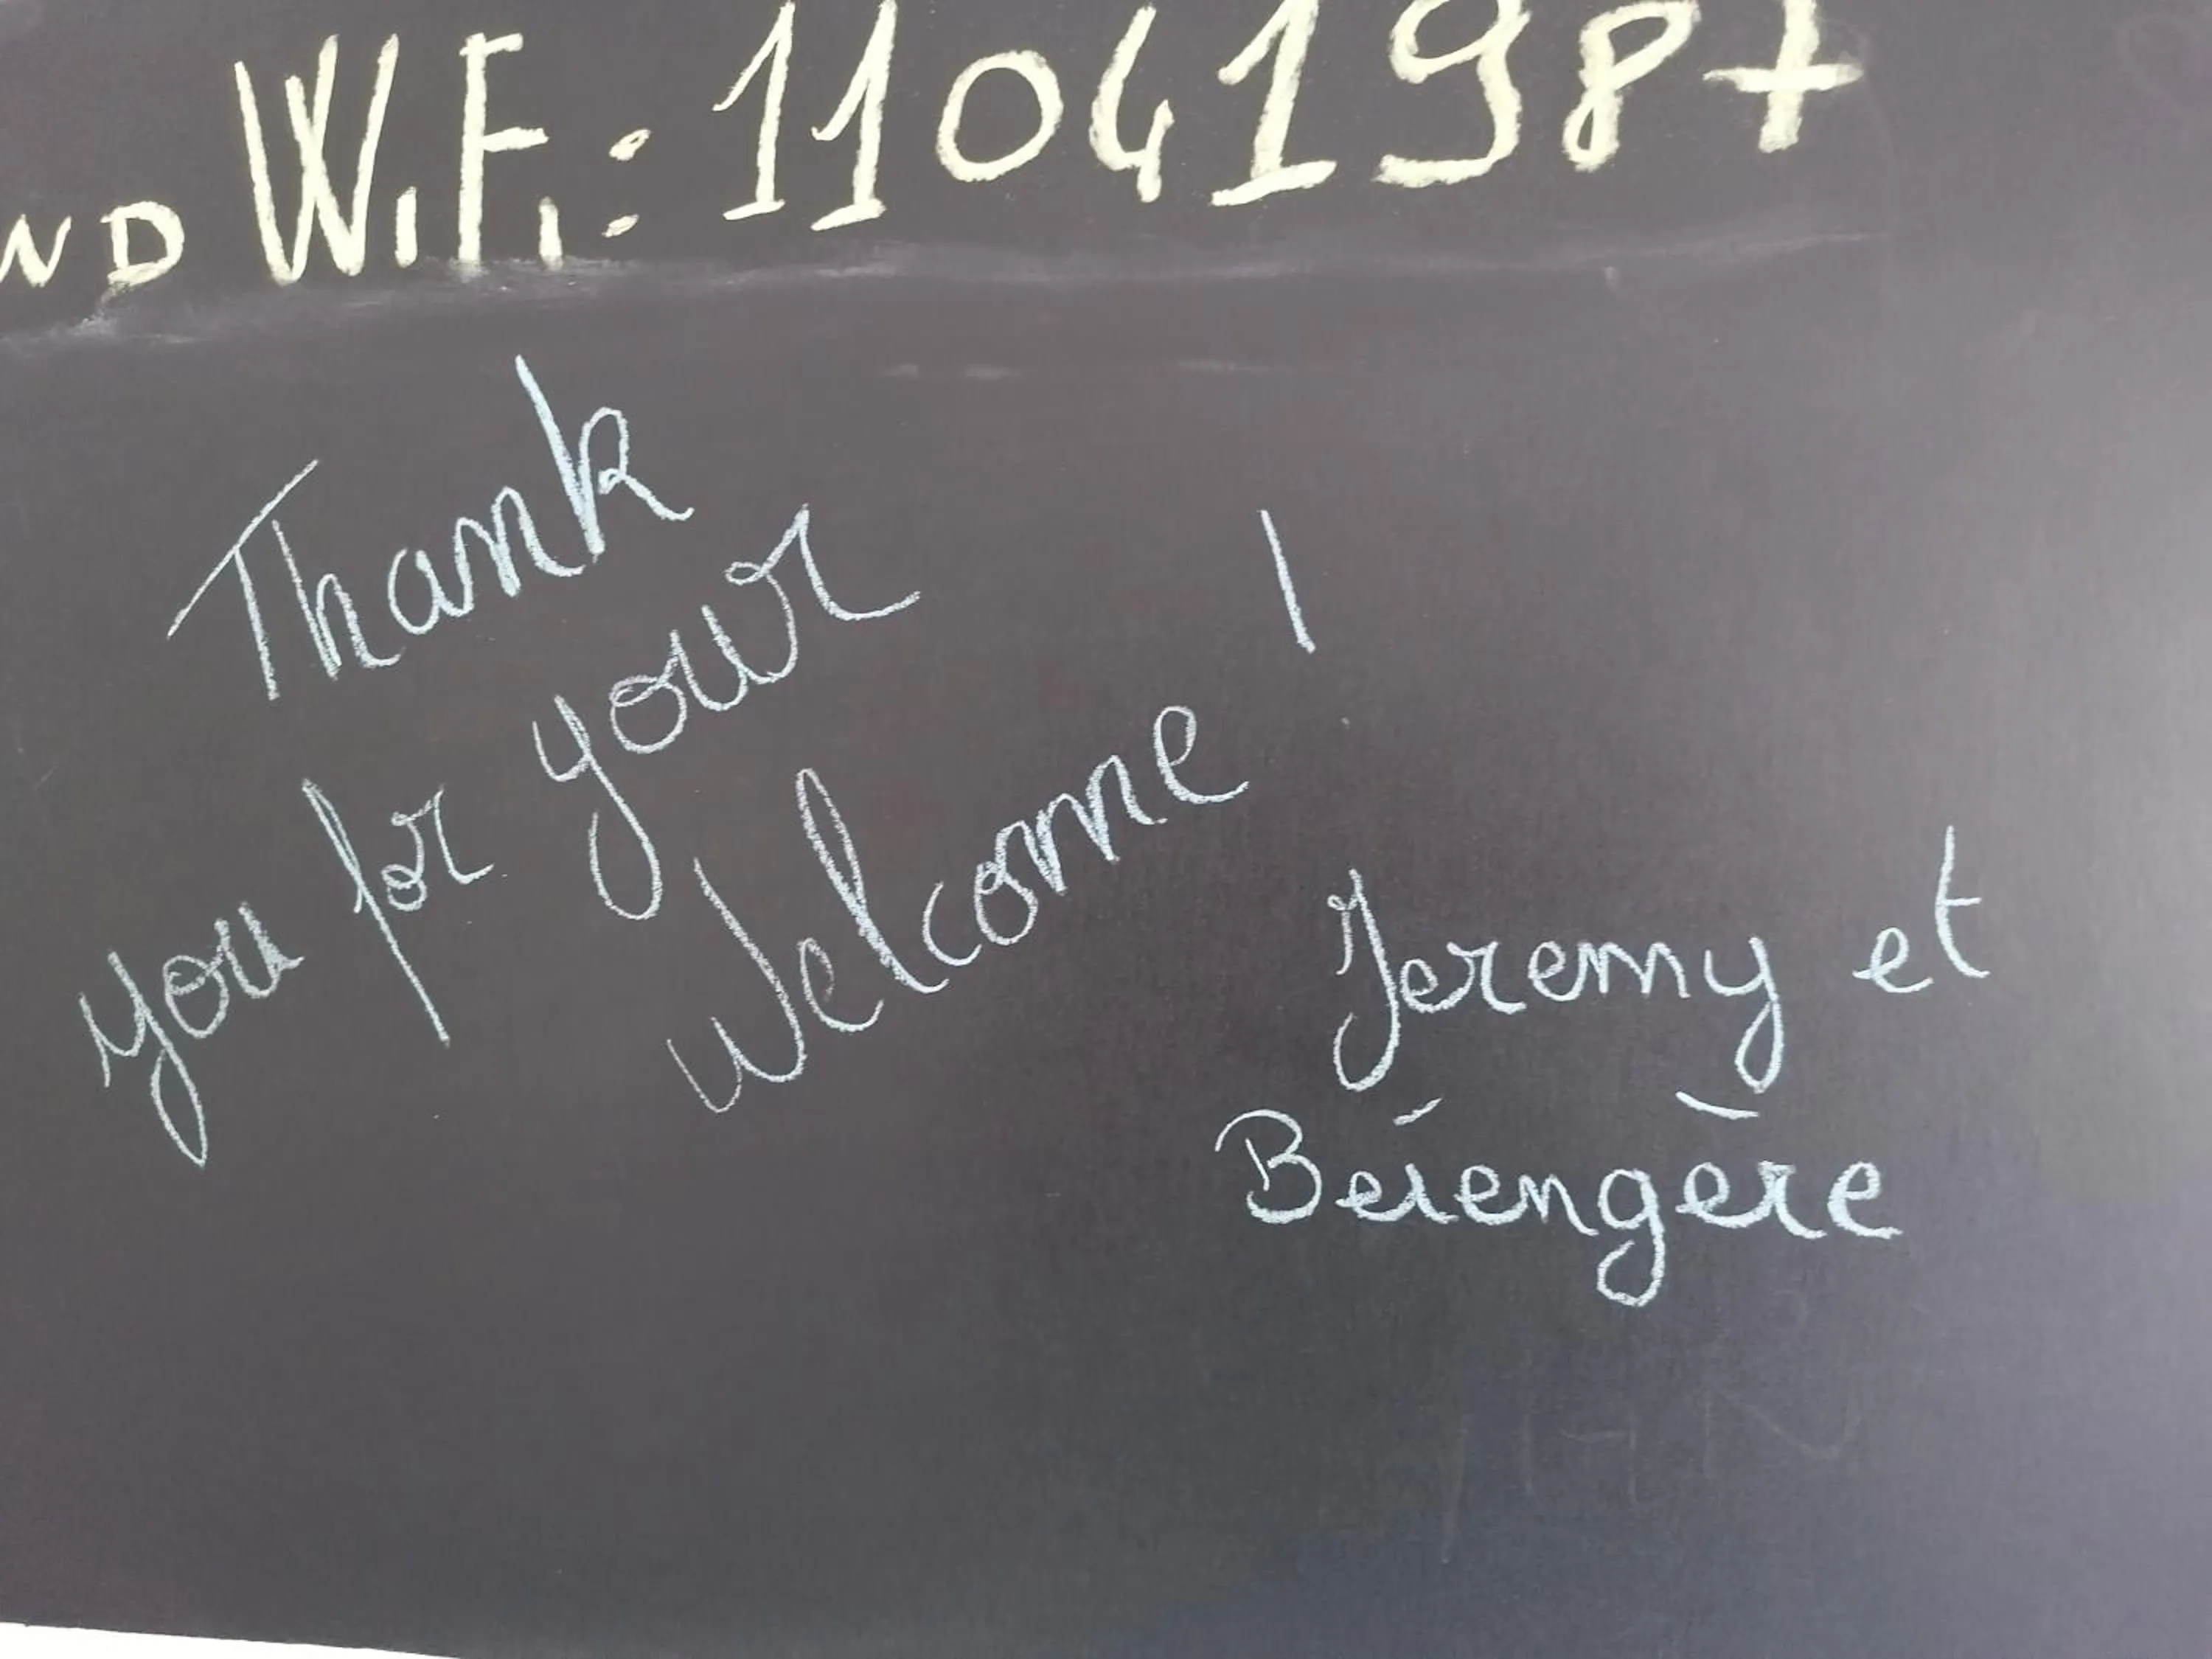 ND WiFi: 11041987
Thank
you for your
Welcome !
Jeremy et
Bérengère